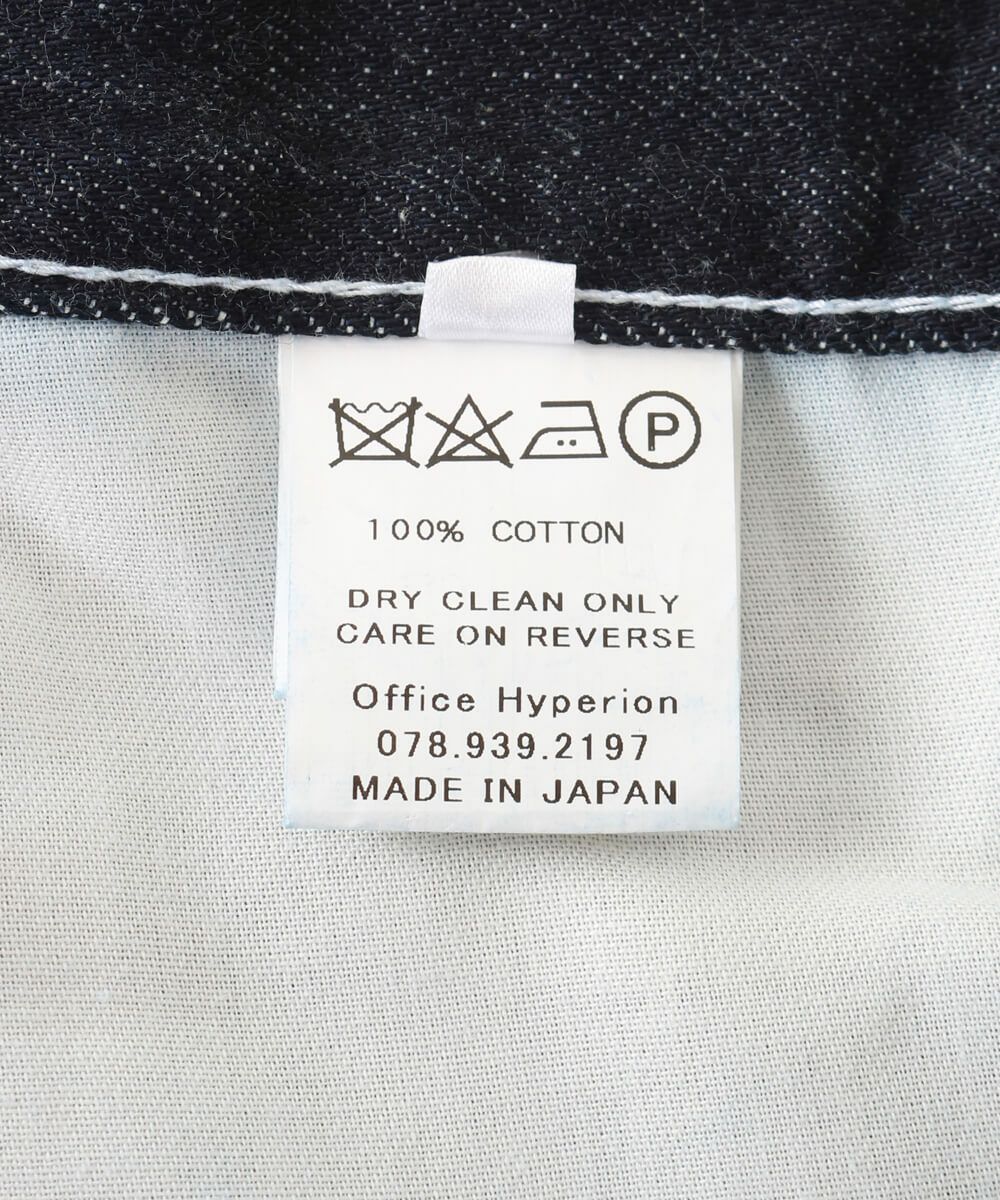 P
100% COTTON
DRY CLEAN ONLY
CARE ON REVERSE
Office Hyperion
078.939.2197
MADE IN JAPAN